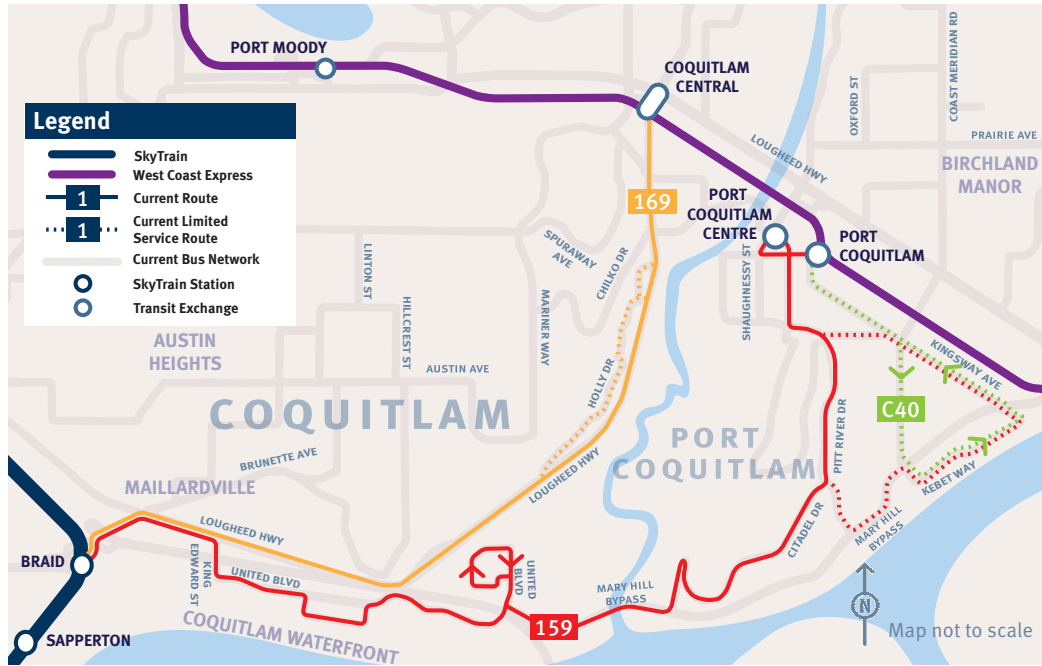 PORT MOODY
COQUITLAM
CENTRAL
OXFORD ST
COAST MERIDIAN RD
PRAIRIE AVE
BIRCHLAND
MANOR
LOUGHEED HWY
Legend
SkyTrain
West Coast Express
1
Current Route
1
Current Limited
Service Route
Current Bus Network
SkyTrain Station
Transit Exchange
169
PORT
COQUITLAM
CENTRE
PORT
COQUITLAM
SPURAWAY
AVE
CHILKO DR
SHAUGHNESSY ST
LINTON ST
HILLCREST ST
MARINER WAY
AUSTIN
HEIGHTS
AUSTIN AVE
HOLLY DR
KINGSWAY AVE
C40
COQUITLAM
PORT
COQUITLAM
PITT RIVER DR
BRUNETTE AVE
MAILLARDVILLE
LOUGHEED HWY
KEBET WAY
LOUGHEED HWY
CITADEL DR
MARY HILL
BYPASS
BRAID
KING
EDWARD ST
UNITED BLVD
UNITED
BLVD
MARY HILL
BYPASS
159
N
Map not to scale
COQUITLAM WATERFRONT
SAPPERTON